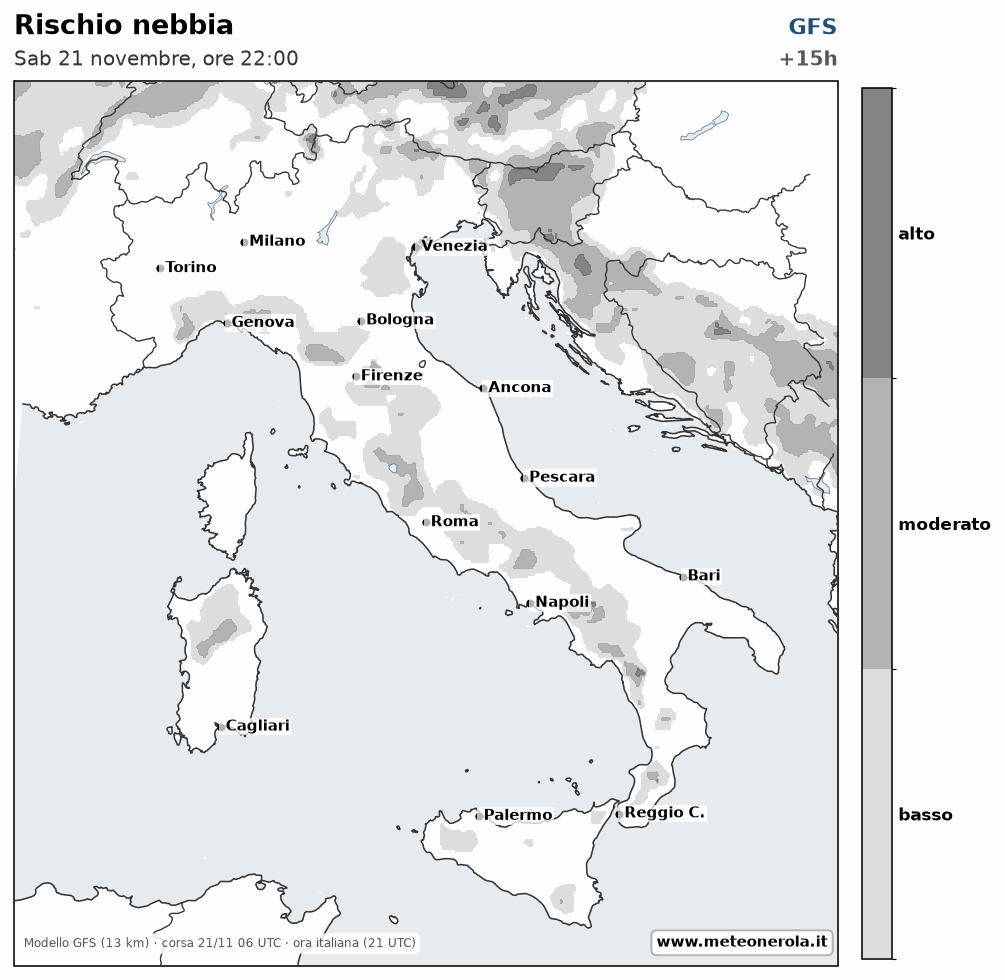 Rischio nebbia
GFS
Sab 21 novembre, ore 22:00
+15h
Milano
Venezia
Torino
Genova
Bologna
Firenze
Ancona
Pescara
Roma
Bari
Napoli
Cagliari
Palermo
Reggio C.
alto
moderato
basso
Modello GFS (13 km) · corsa 21/11 06 UTC · ora italiana (21 UTC)
www.meteonerola.it